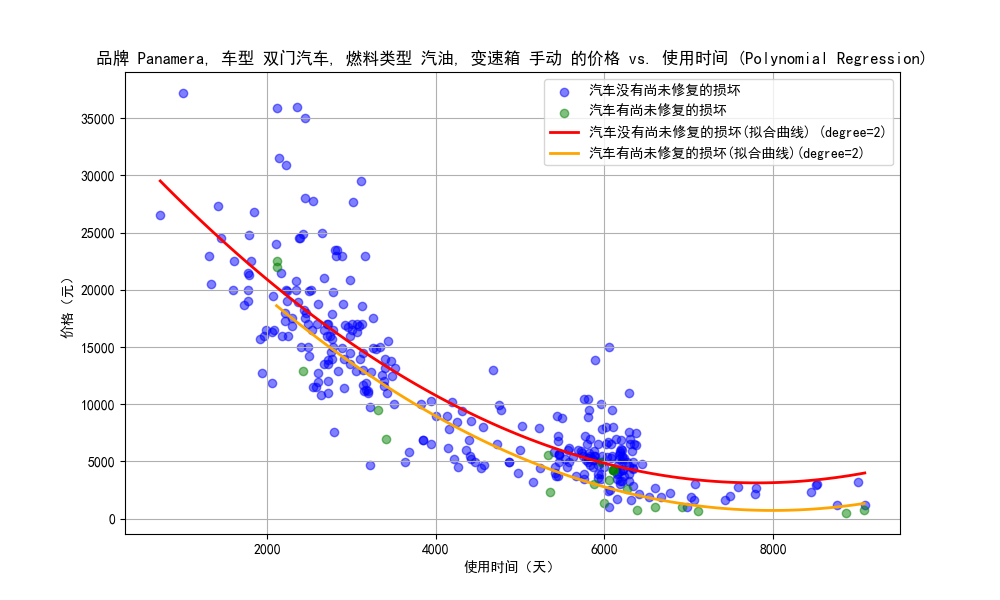 品牌 Panamera, 车型 双门汽车, 燃料类型 汽油, 变速箱 手动 的价格 vs. 使用时间 (Polynomial Regression)
汽车没有尚未修复的损坏
汽车有尚未修复的损坏
汽车没有尚未修复的损坏(拟合曲线) (degree=2)
汽车有尚未修复的损坏(拟合曲线)(degree=2)
价格（元）
35000
30000
25000
20000
15000
10000
5000
0
2000
4000
6000
8000
使用时间（天）